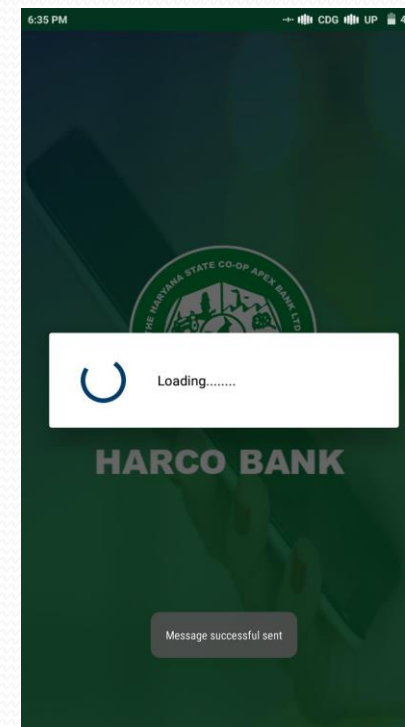 6:35 PM
CDG UP 4
THE HARYANA STATE CO-OP APEX BANK LTD.
Loading........
HARCO BANK
Message successful sent